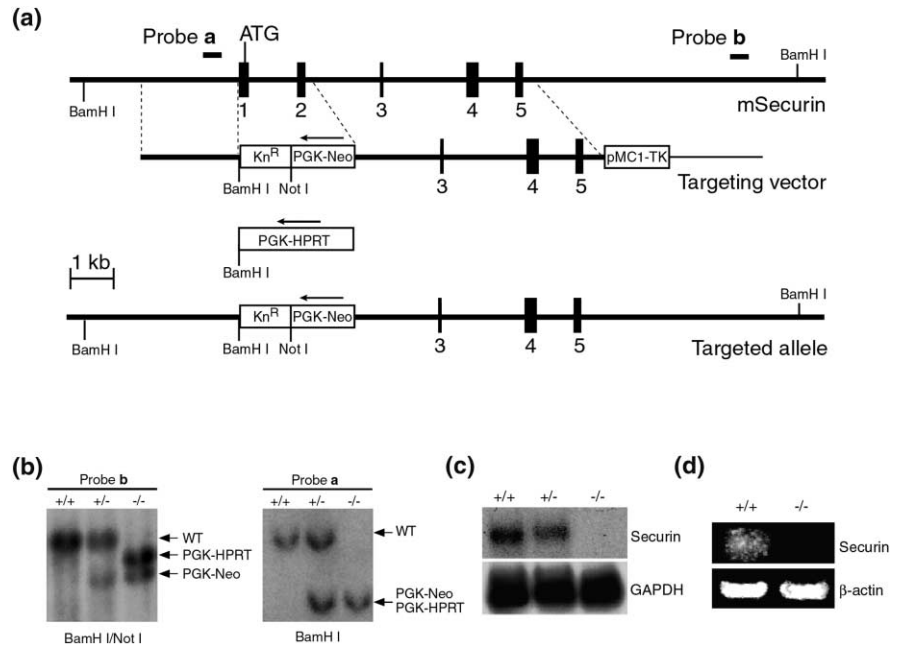 (a)
Probe a
ATG
Probe b
BamH I
BamH I
1 2 3 4 5
mSecurin
KnR PGK-Neo
pMC1-TK
BamH I Not I
3 4 5
Targeting vector
PGK-HPRT
BamH I
1 kb
KnR PGK-Neo
BamH I
BamH I
BamH I Not I
3 4 5
Targeted allele
(b)
Probe b
+/+ +/- -/-
WT
PGK-HPRT
PGK-Neo
BamH I/Not I
Probe a
+/+ +/- -/-
WT
PGK-Neo
PGK-HPRT
BamH I
(c)
+/+ +/- -/-
Securin
GAPDH
(d)
+/+ -/-
Securin
β-actin